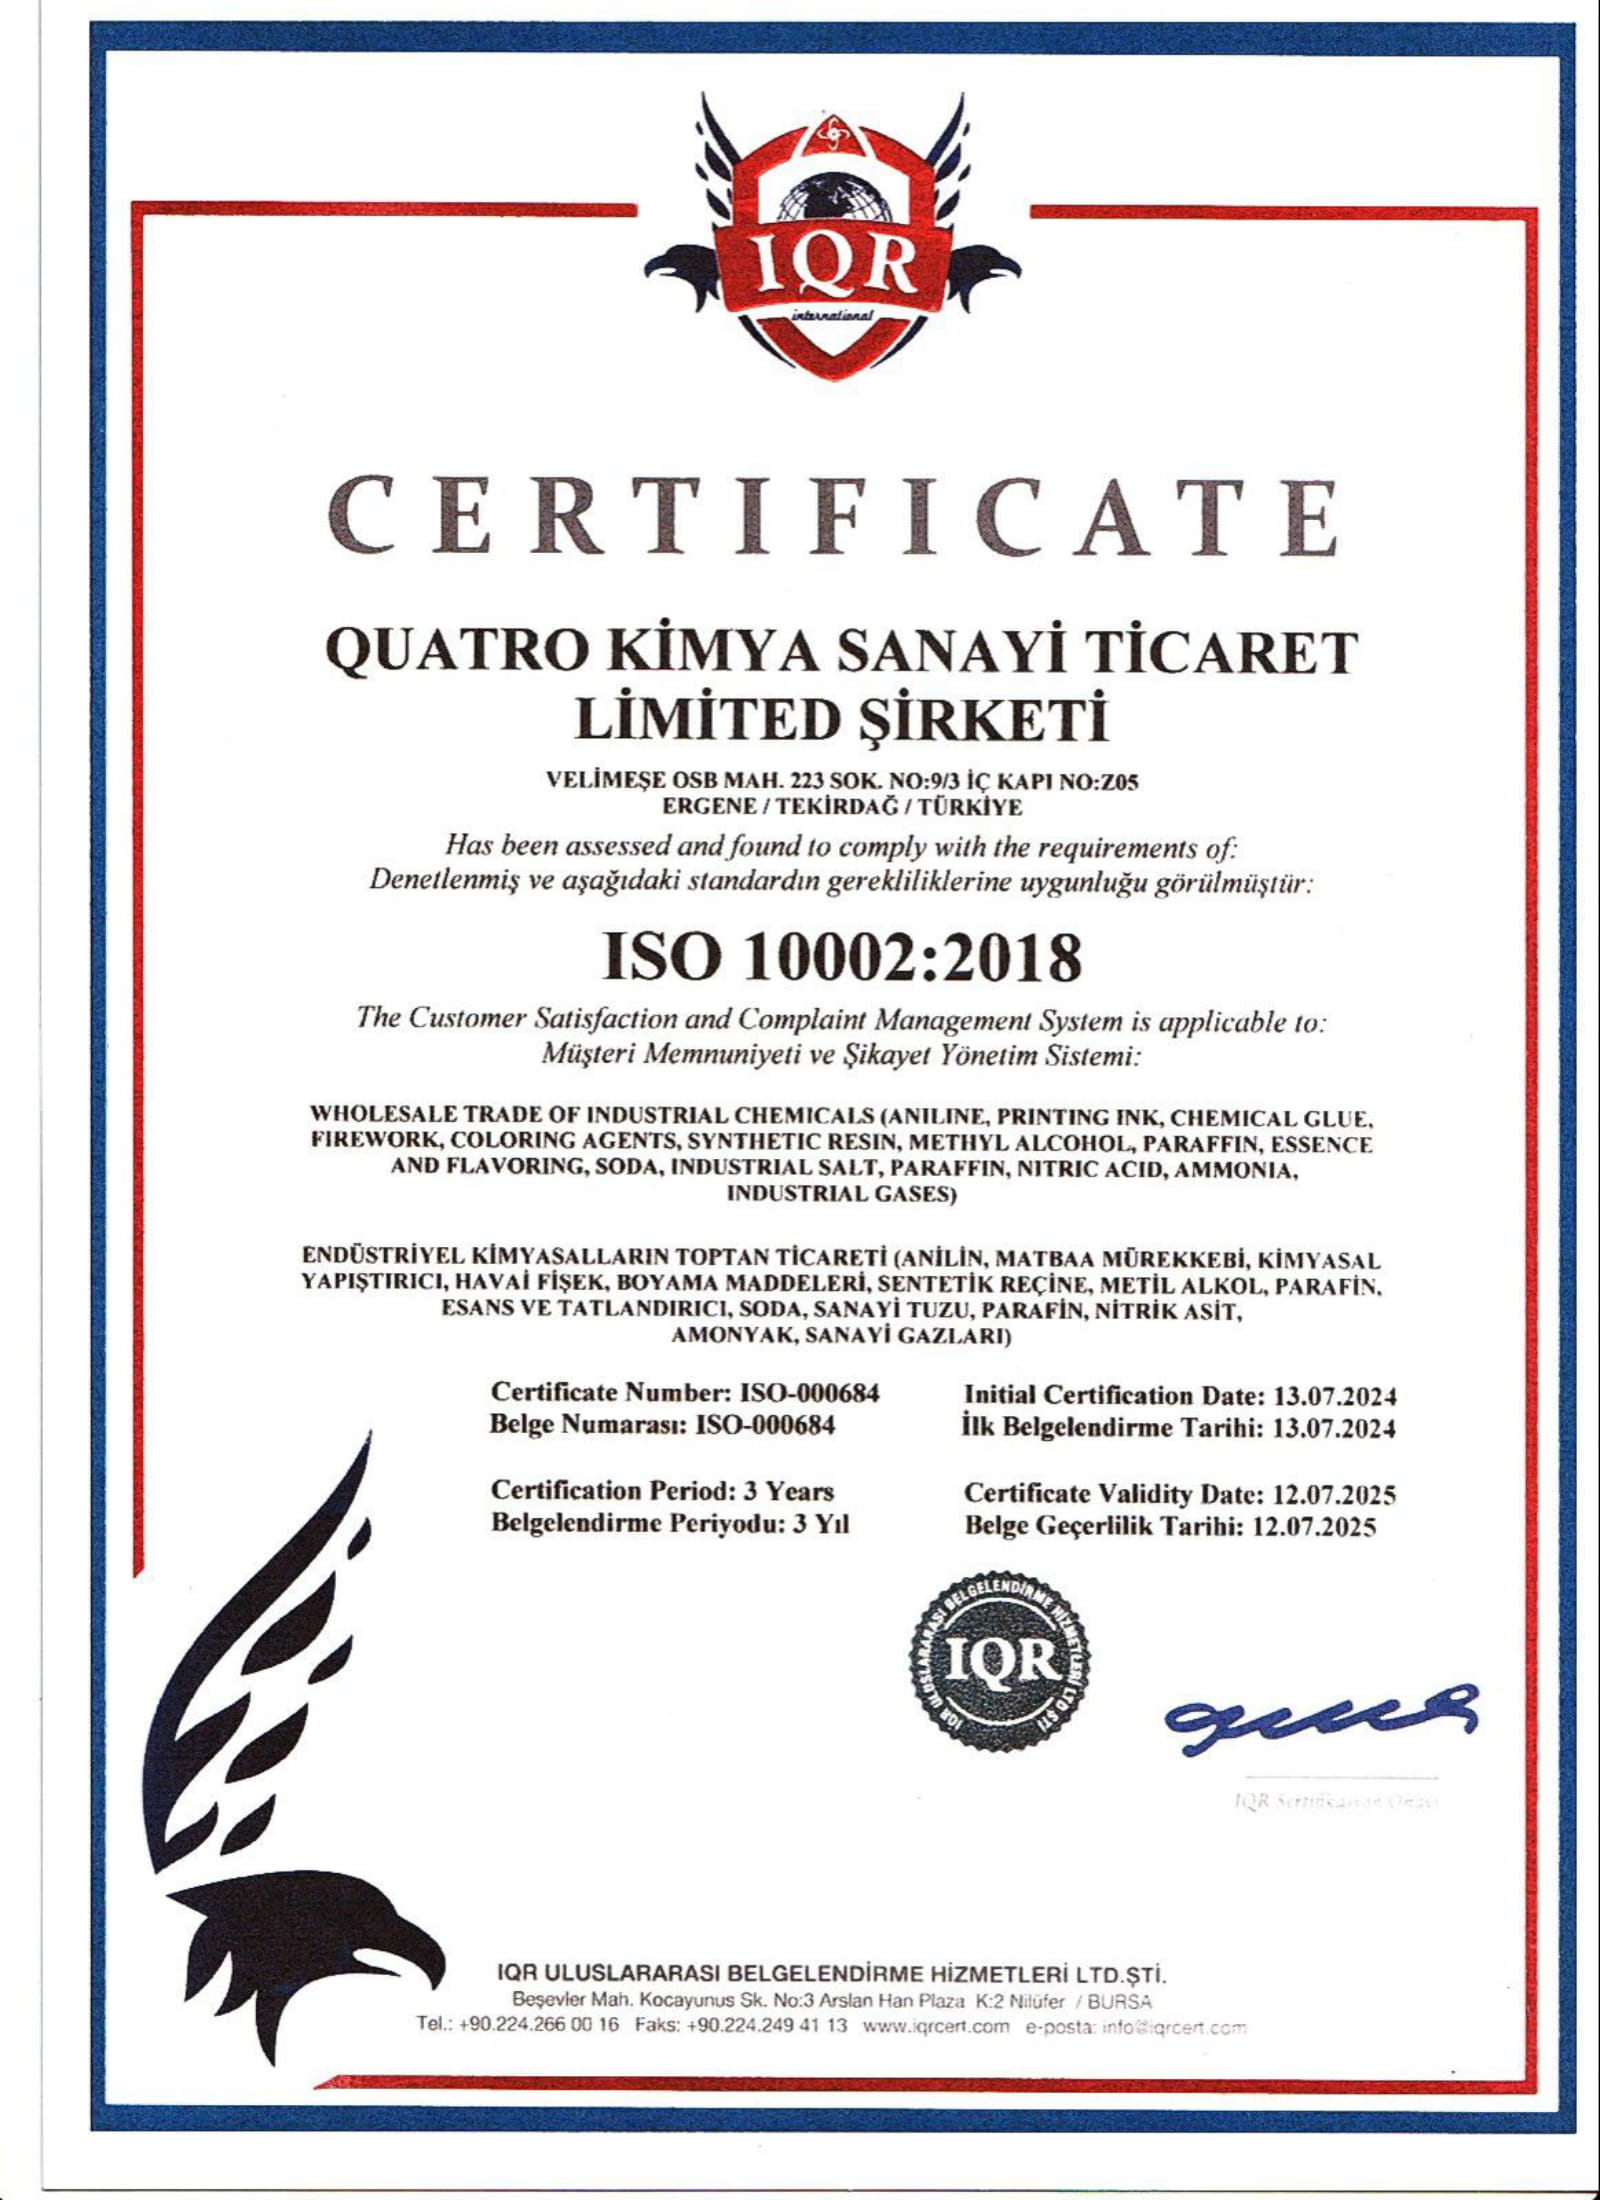 IQR
international
CERTIFICATE
QUATRO KİMYA SANAYİ TİCARET
LİMİTED ŞİRKETİ
VELİMEŞE OSB MAH. 223 SOK. NO:9/3 İÇ KAPI NO:Z05
ERGENE / TEKİRDAĞ / TÜRKİYE
Has been assessed and found to comply with the requirements of:
Denetlenmiş ve aşağıdaki standardın gerekliliklerine uygunluğu görülmüştür:
ISO 10002:2018
The Customer Satisfaction and Complaint Management System is applicable to:
Müşteri Memnuniyeti ve Şikayet Yönetim Sistemi:
WHOLESALE TRADE OF INDUSTRIAL CHEMICALS (ANILINE, PRINTING INK, CHEMICAL GLUE,
FIREWORK, COLORING AGENTS, SYNTHETIC RESIN, METHYL ALCOHOL, PARAFFIN, ESSENCE
AND FLAVORING, SODA, INDUSTRIAL SALT, PARAFFIN, NITRIC ACID, AMMONIA,
INDUSTRIAL GASES)
ENDÜSTRİYEL KİMYASALLARIN TOPTAN TİCARETİ (ANİLİN, MATBAA MÜREKKEBİ, KİMYASAL
YAPIŞTIRICI, HAVAİ FİŞEK, BOYAMA MADDELERİ, SENTETİK REÇİNE, METİL ALKOL, PARAFİN,
ESANS VE TATLANDIRICI, SODA, SANAYİ TUZU, PARAFİN, NİTRİK ASİT,
AMONYAK, SANAYİ GAZLARI)
Certificate Number: ISO-000684
Belge Numarası: ISO-000684
Initial Certification Date: 13.07.2024
İlk Belgelendirme Tarihi: 13.07.2024
Certification Period: 3 Years
Belgelendirme Periyodu: 3 Yıl
Certificate Validity Date: 12.07.2025
Belge Geçerlilik Tarihi: 12.07.2025
IQR ULUSLARARASI BELGELENDİRME HİZMETLERİ LTD ŞTİ
IQR
IQR Sertifikasyon Onayı
IQR ULUSLARARASI BELGELENDİRME HİZMETLERİ LTD.ŞTİ.
Beşevler Mah. Kocayunus Sk. No:3 Arslan Han Plaza K:2 Nilüfer / BURSA
Tel.: +90.224.266 00 16 Faks: +90.224.249 41 13 www.iqrcert.com e-posta: info@iqrcert.com